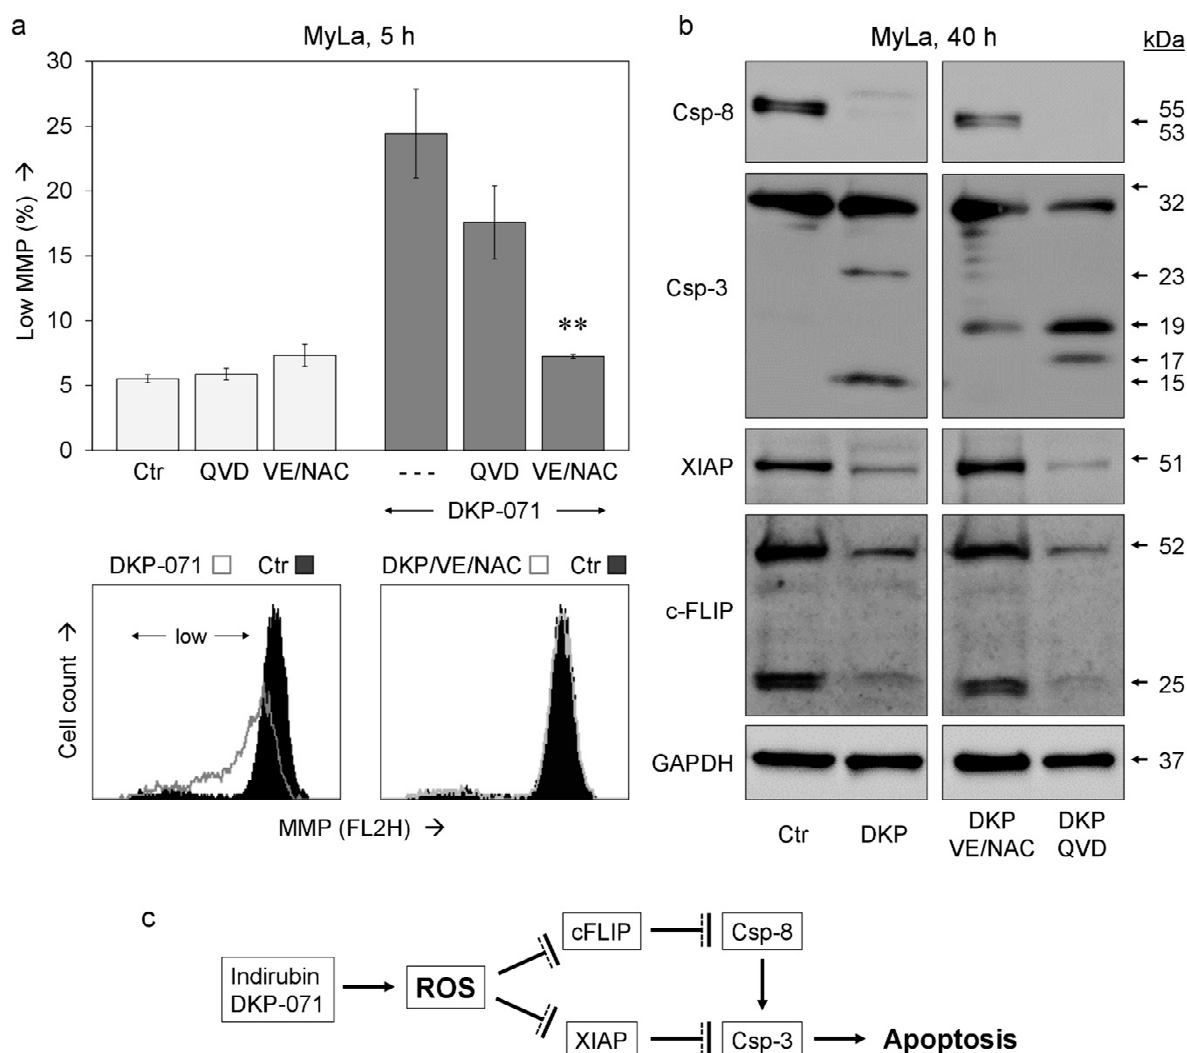 a
MyLa, 5 h
30
25
20
15
10
5
0
Low MMP (%) →
**
Ctr QVD VE/NAC - - - QVD VE/NAC
DKP-071
DKP-071 Ctr
low
DKP/VE/NAC Ctr
Cell count →
MMP (FL2H) →
b
MyLa, 40 h
kDa
Csp-8
55
53
Csp-3
32
23
19
17
15
XIAP
51
c-FLIP
52
25
GAPDH
37
Ctr
DKP
DKP
VE/NAC
DKP
QVD
c
Indirubin
DKP-071
ROS
cFLIP
Csp-8
XIAP
Csp-3
Apoptosis